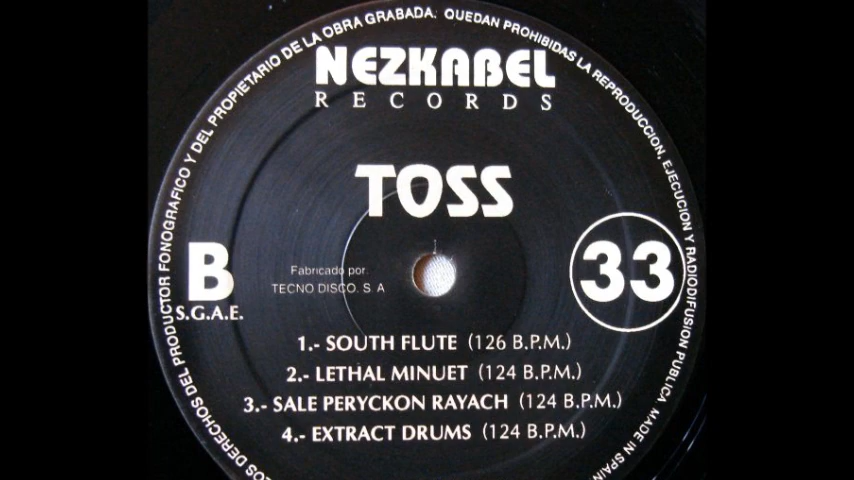 LOS DERECHOS DEL PRODUCTOR FONOGRAFICO Y DEL PROPIETARIO DE LA OBRA GRABADA. QUEDAN PROHIBIDAS LA REPRODUCCION, EJECUCION Y RADIODIFUSION PUBLICA MADE IN SPAIN
NEZKABEL
RECORDS
TOSS
B
S.G.A.E.
Fabricado por:
TECNO DISCO. S. A
33
1.- SOUTH FLUTE (126 B.P.M.)
2.- LETHAL MINUET (124 B.P.M.)
3.- SALE PERYCKON RAYACH (124 B.P.M.)
4.- EXTRACT DRUMS (124 B.P.M.)